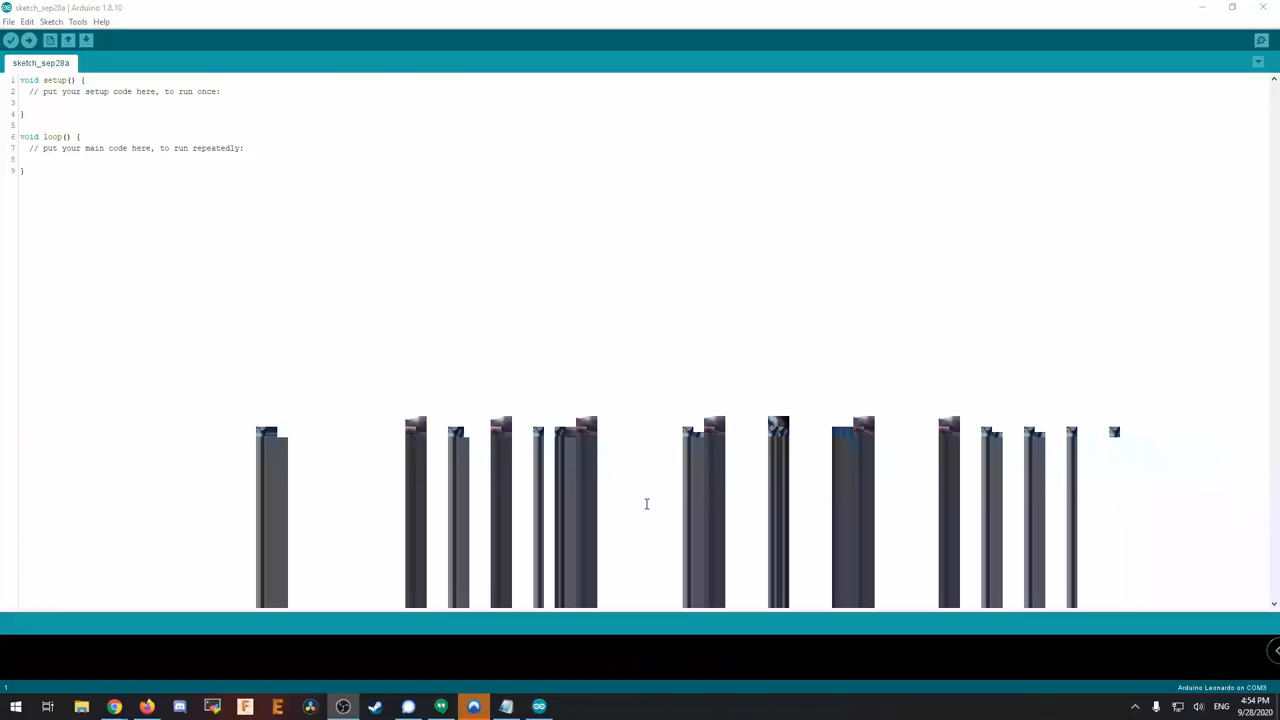 sketch_sep28a | Arduino 1.8.10
File Edit Sketch Tools Help
sketch_sep28a
1 void setup() {
2 // put your setup code here, to run once:
3
4 }
5
6 void loop() {
7 // put your main code here, to run repeatedly:
8
9 }
1
Arduino Leonardo on COM3
ENG
4:54 PM
9/28/2020